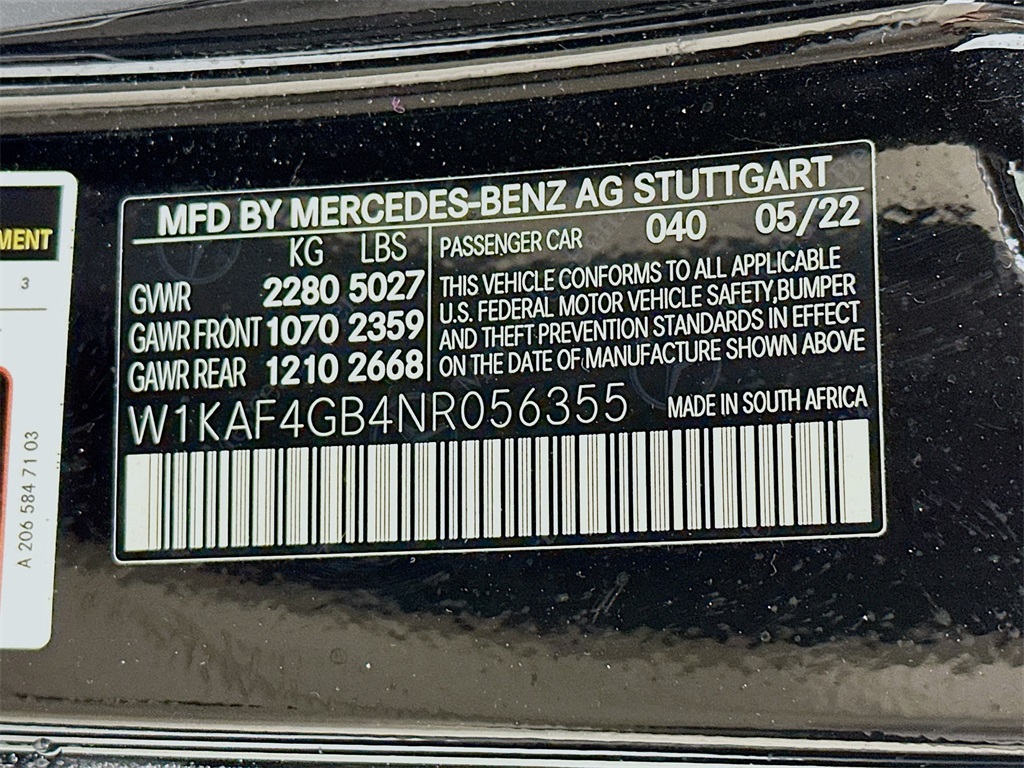 MENT
3
A 206 584 71 03
MFD BY MERCEDES-BENZ AG STUTTGART
KG LBS
GVWR 2280 5027
GAWR FRONT 1070 2359
GAWR REAR 1210 2668
PASSENGER CAR 040 05/22
THIS VEHICLE CONFORMS TO ALL APPLICABLE
U.S. FEDERAL MOTOR VEHICLE SAFETY,BUMPER
AND THEFT PREVENTION STANDARDS IN EFFECT
ON THE DATE OF MANUFACTURE SHOWN ABOVE
W1KAF4GB4NR056355 MADE IN SOUTH AFRICA